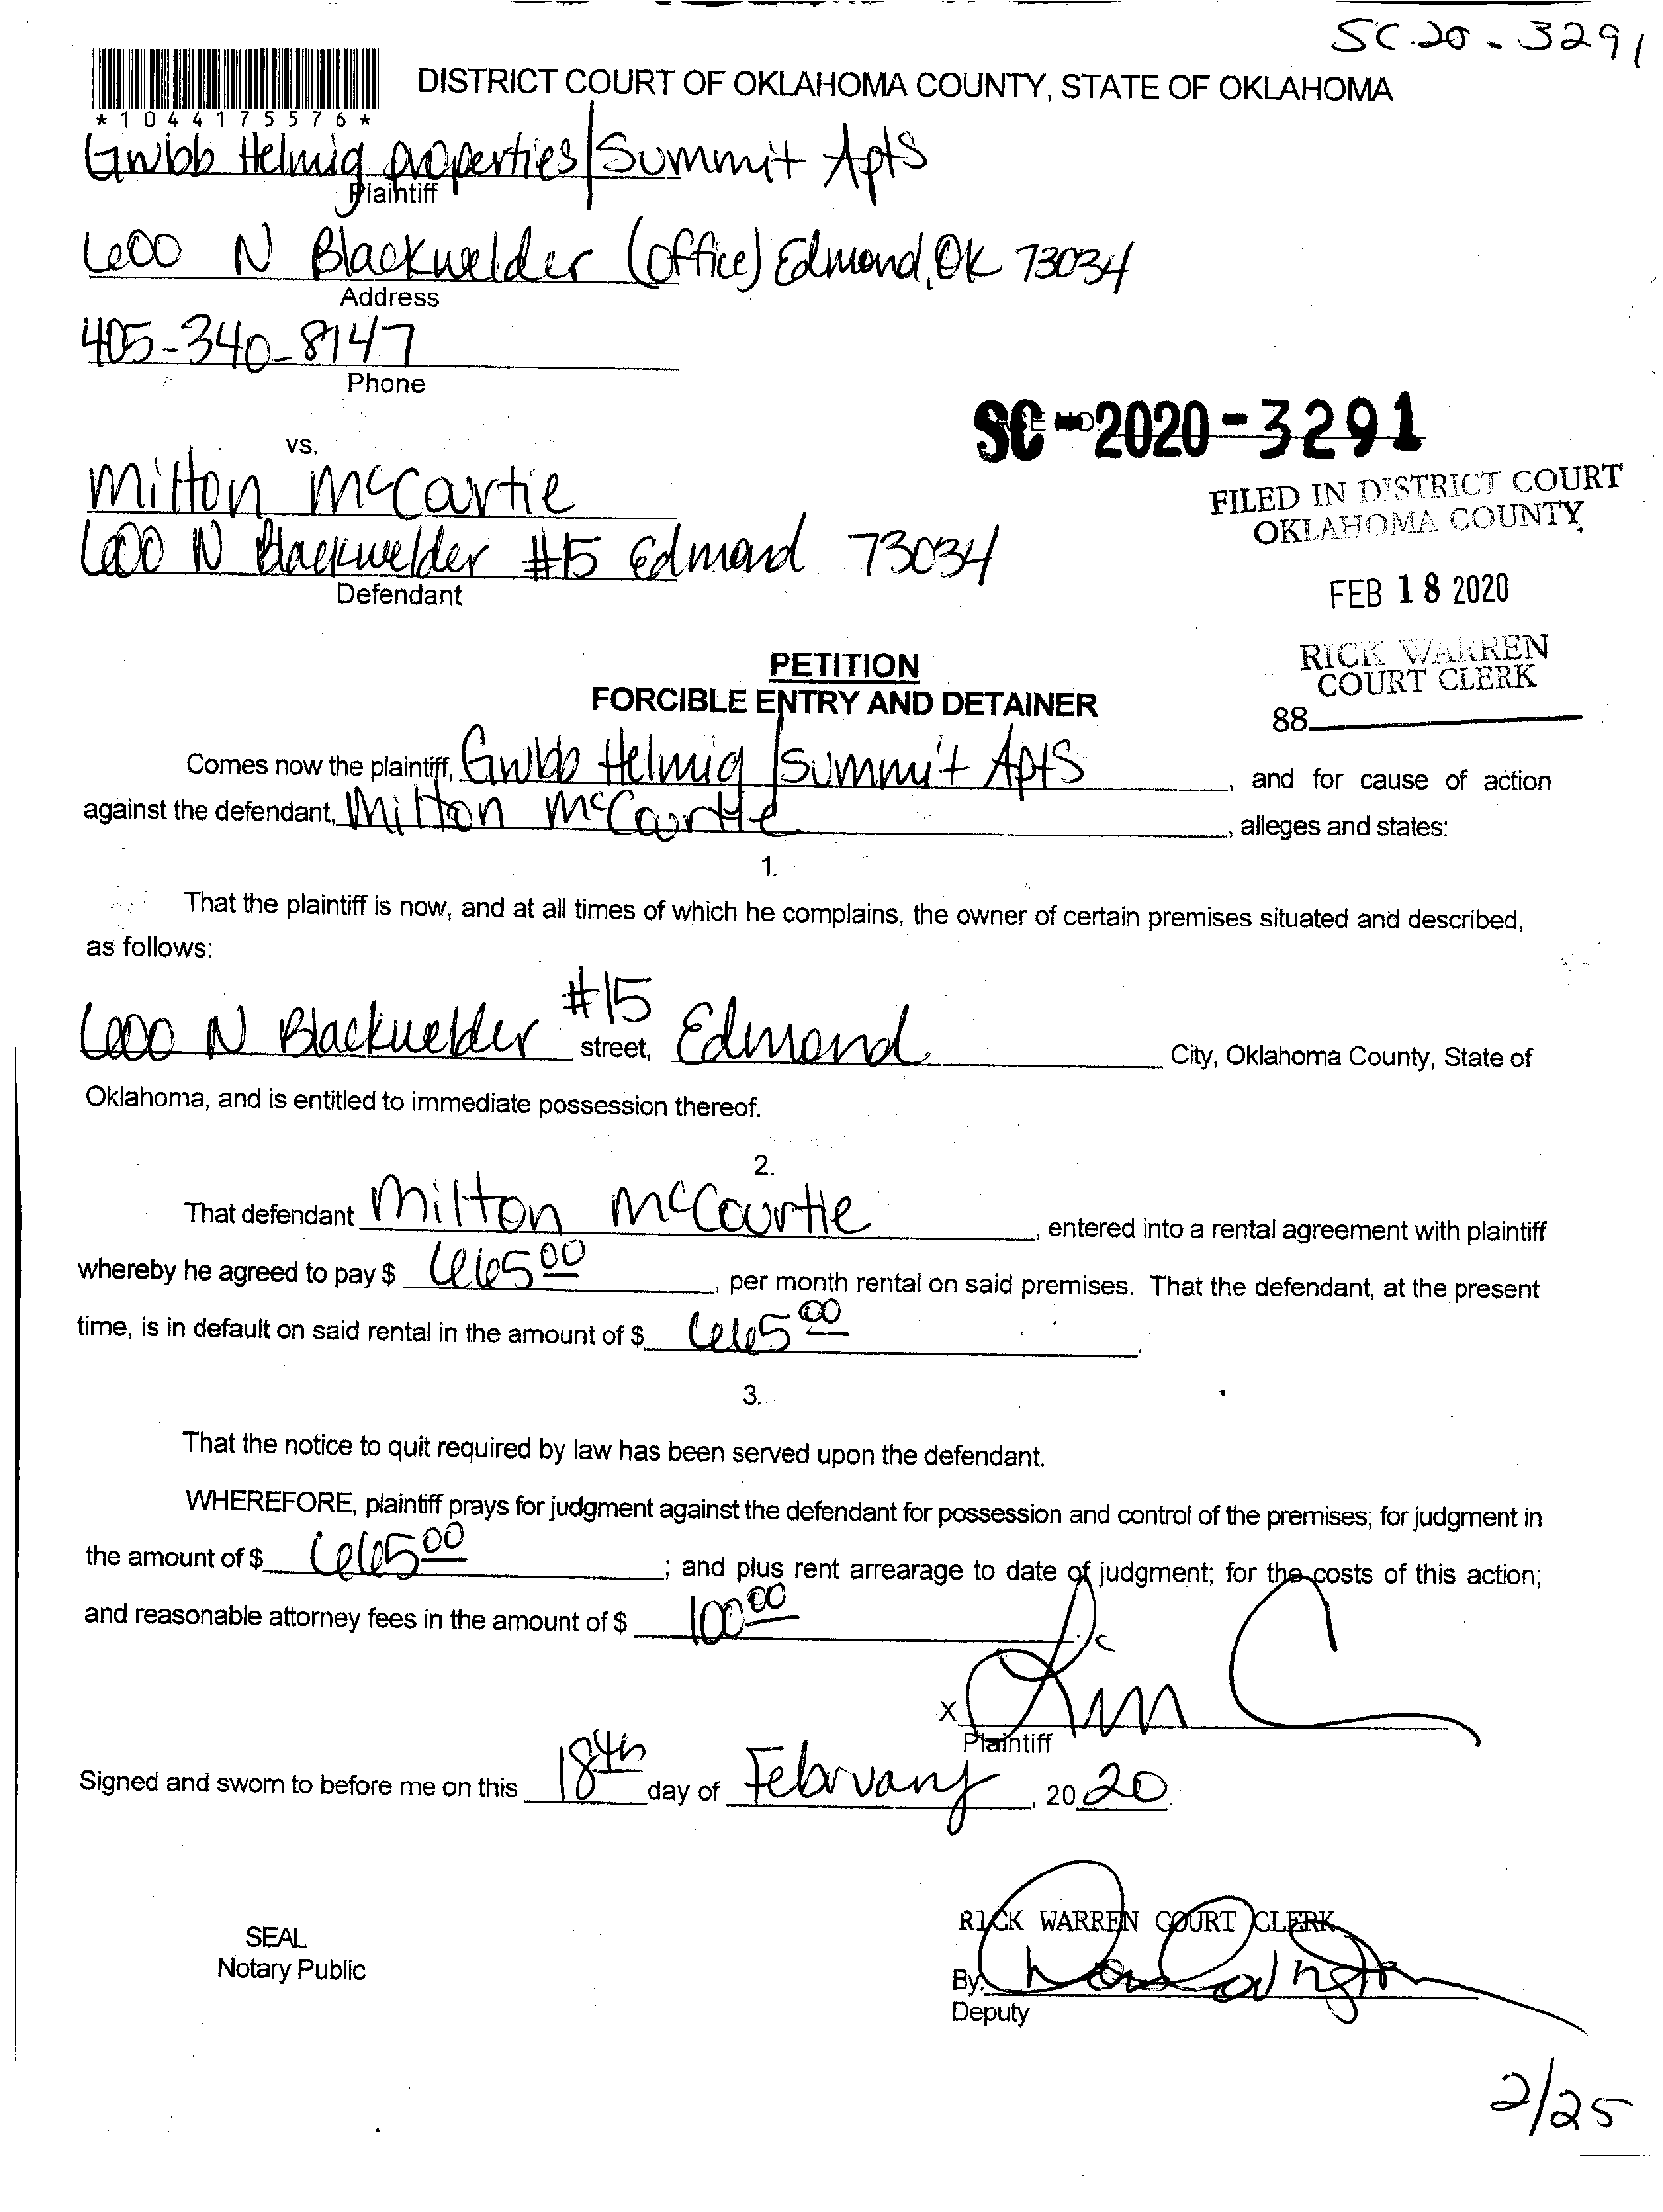 SC-20-3291
DISTRICT COURT OF OKLAHOMA COUNTY, STATE OF OKLAHOMA
*1044175576*
Helmig properties/Summit Apts
Plaintiff
600 N Blackwelder (office) Edmond, OK 73034
Address
405-340-8147
Phone
SC-2020-3291
vs.
Milton McCartie
FILED IN DISTRICT COURT
OKLAHOMA COUNTY
600 N Blackwelder #15 Edmond 73034
Defendant
FEB 18 2020
RICK WARREN
COURT CLERK
88
PETITION
FORCIBLE ENTRY AND DETAINER
Comes now the plaintiff, Helmig/Summit Apts, and for cause of action
against the defendant, Milton McCartie, alleges and states:
1.
That the plaintiff is now, and at all times of which he complains, the owner of certain premises situated and described,
as follows:
600 N Blackwelder #15 street, Edmond City, Oklahoma County, State of
Oklahoma, and is entitled to immediate possession thereof.
2.
That defendant Milton McCartie, entered into a rental agreement with plaintiff
whereby he agreed to pay $ 665 00, per month rental on said premises. That the defendant, at the present
time, is in default on said rental in the amount of $ 665 00.
3.
That the notice to quit required by law has been served upon the defendant.
WHEREFORE, plaintiff prays for judgment against the defendant for possession and control of the premises; for judgment in
the amount of $ 665 00; and plus rent arrearage to date of judgment; for the costs of this action;
and reasonable attorney fees in the amount of $ 100 00
X
Plaintiff
Signed and sworn to before me on this 18th day of February, 2020.
RICK WARREN COURT CLERK
SEAL
Notary Public
By:
Deputy
2/25